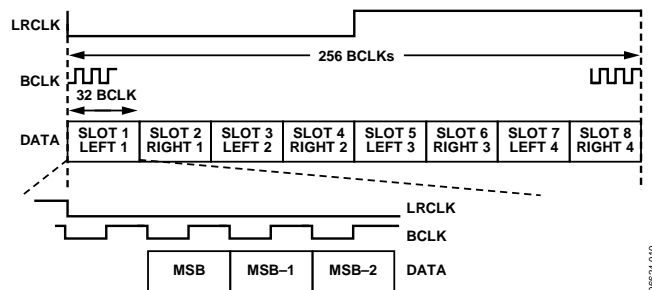 LRCLK
256 BCLKs
BCLK
32 BCLK
DATA
SLOT 1 SLOT 2 SLOT 3 SLOT 4 SLOT 5 SLOT 6 SLOT 7 SLOT 8
LEFT 1 RIGHT 1 LEFT 2 RIGHT 2 LEFT 3 RIGHT 3 LEFT 4 RIGHT 4
LRCLK
BCLK
MSB MSB–1 MSB–2 DATA